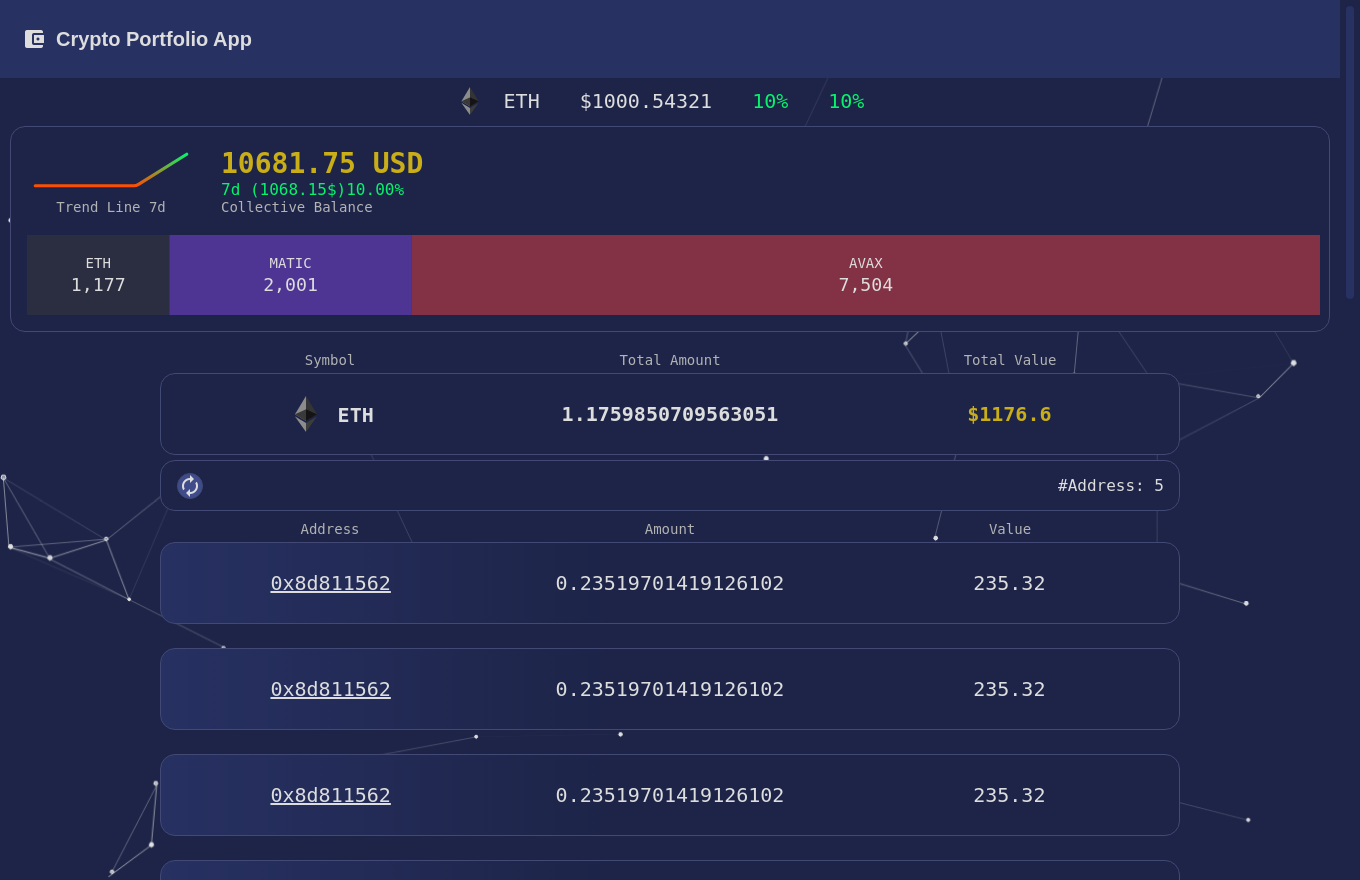 Crypto Portfolio App
ETH $1000.54321 10% 10%
10681.75 USD
7d (1068.15$)10.00%
Trend Line 7d
Collective Balance
ETH MATIC AVAX
1,177 2,001 7,504
Symbol Total Amount Total Value
ETH 1.1759850709563051 $1176.6
#Address: 5
Address Amount Value
0x8d811562 0.23519701419126102 235.32
0x8d811562 0.23519701419126102 235.32
0x8d811562 0.23519701419126102 235.32